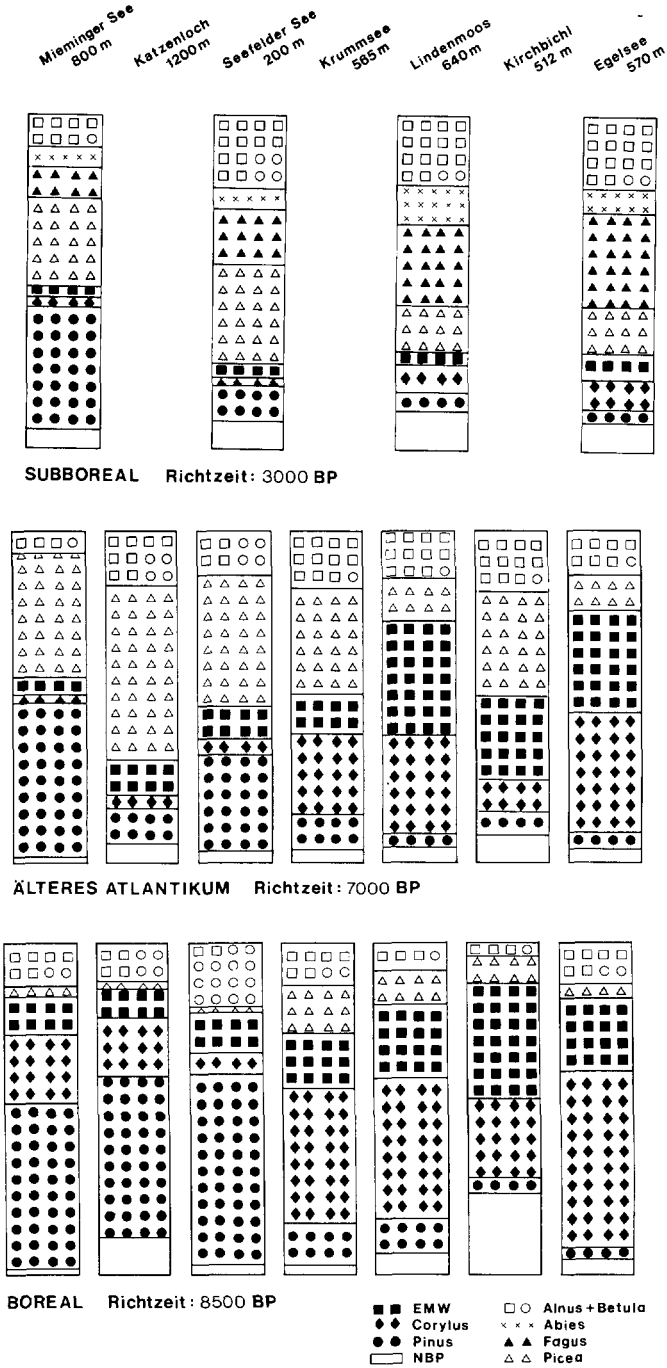 Mieminger See
800 m
Katzenloch
1200 m
Seefelder See
200 m
Krummsee
585 m
Lindenmoos
640 m
Kirchbichl
512 m
Egelsee
570 m
SUBBOREAL Richtzeit: 3000 BP
ÄLTERES ATLANTIKUM Richtzeit: 7000 BP
BOREAL Richtzeit: 8500 BP
EMW
Corylus
Pinus
NBP
Alnus + Betula
Abies
Fagus
Picea